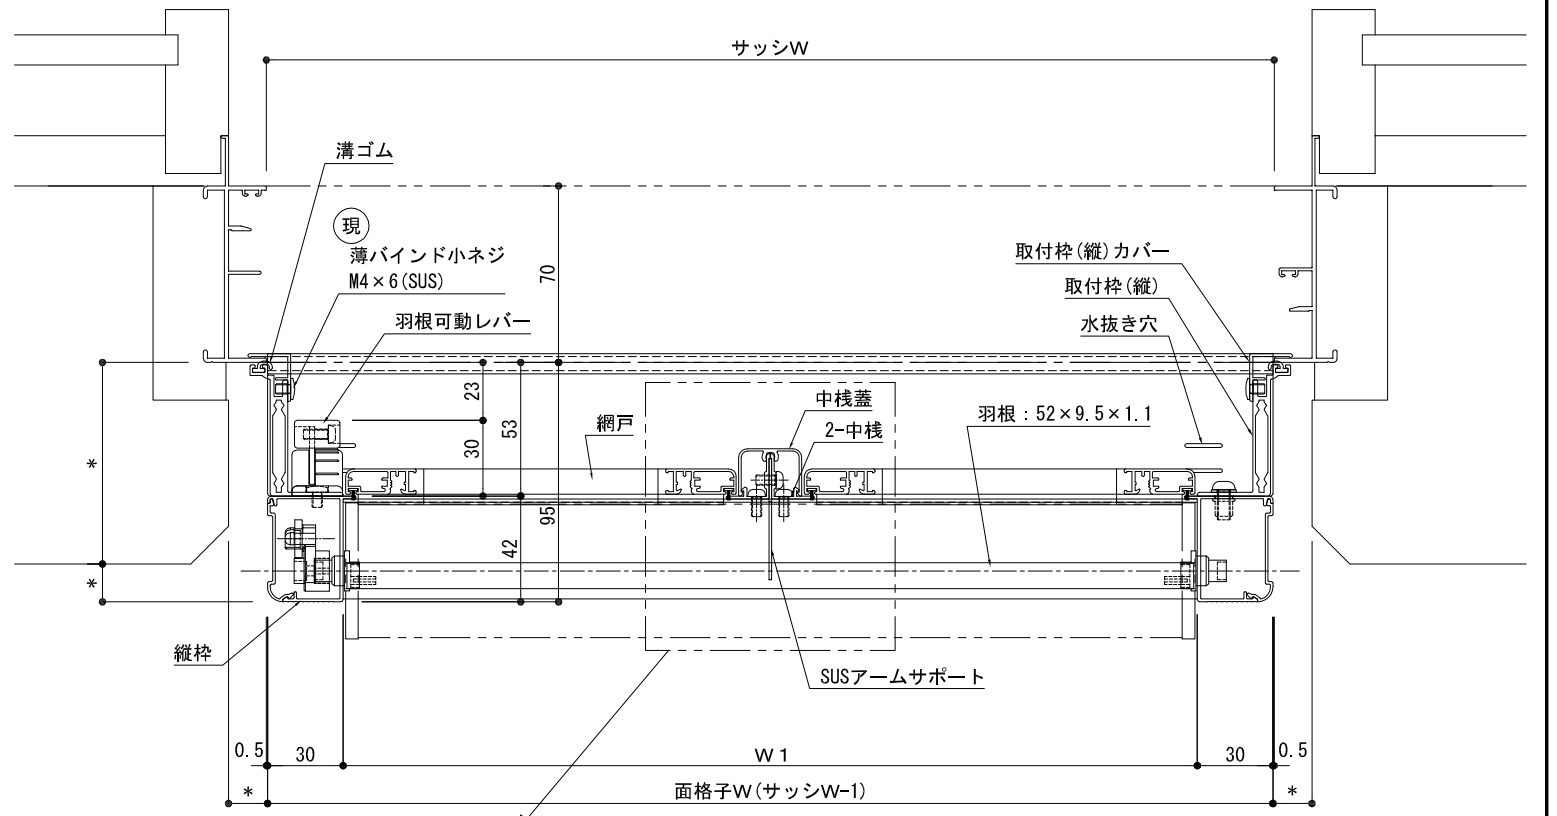 サッシW
溝ゴム
現
薄バインド小ネジ
M4×6(SUS)
羽根可動レバー
70
取付枠(縦)カバー
取付枠(縦)
水抜き穴
23
30
53
網戸
中桟蓋
2-中桟
羽根:52×9.5×1.1
*
*
95
42
縦枠
SUSアームサポート
0.5
30
W1
30
0.5
*
面格子W(サッシW-1)
*